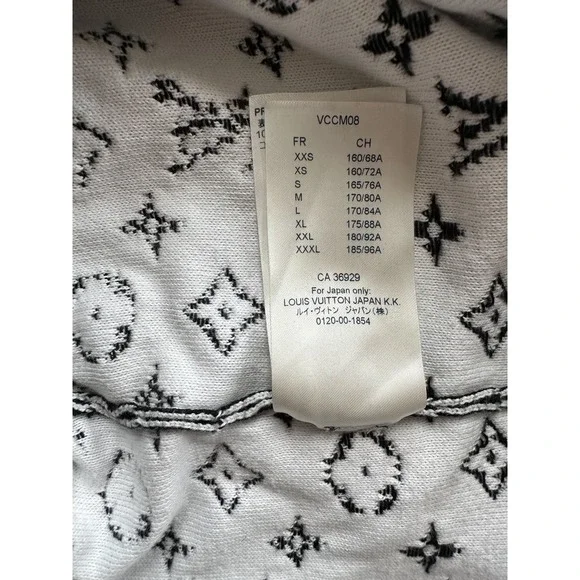 VCCM08
FR CH
XXS 160/68A
XS 160/72A
S 165/76A
M 170/80A
L 170/84A
XL 175/88A
XXL 180/92A
XXXL 185/96A
CA 36929
For Japan only:
LOUIS VUITTON JAPAN K.K.
ルイ・ヴィトン ジャパン(株)
0120-00-1854